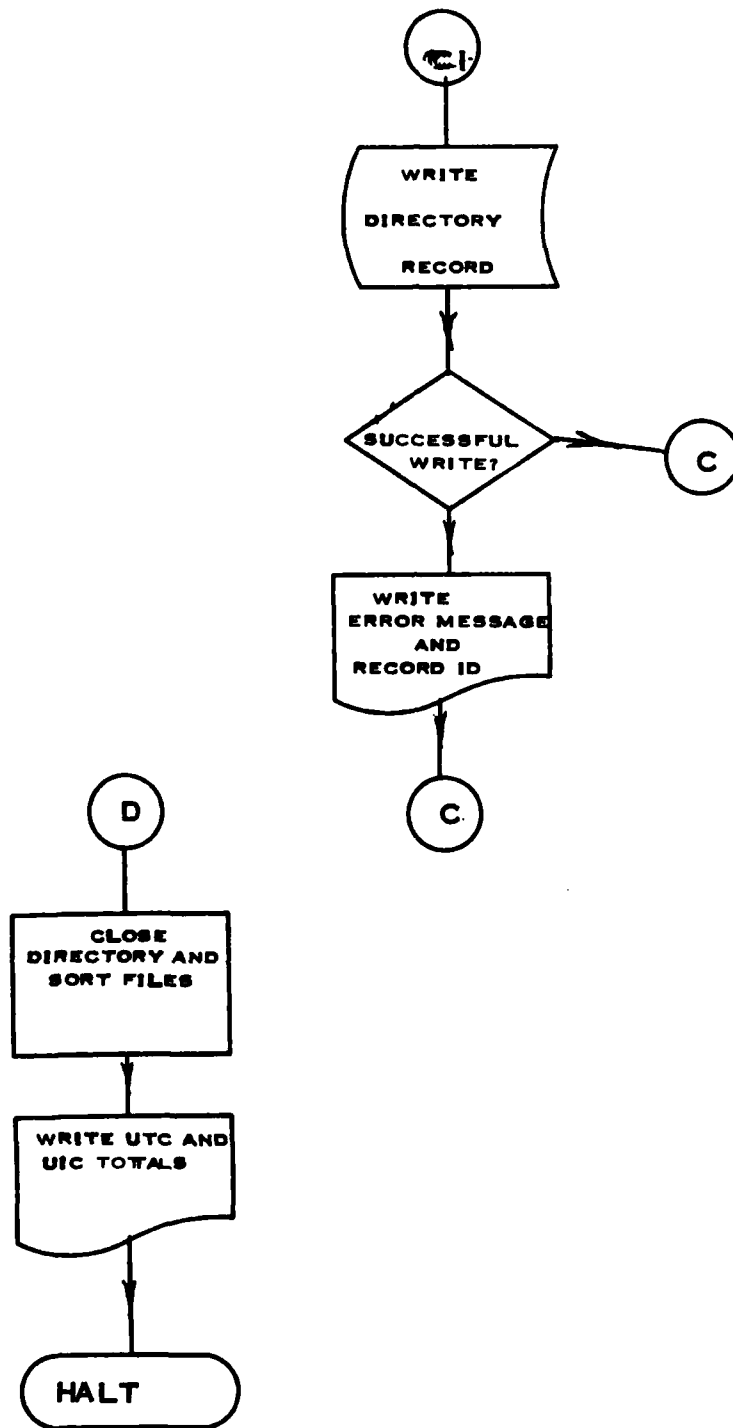 WRITE
DIRECTORY
RECORD
SUCCESSFUL
WRITE?
C
WRITE
ERROR MESSAGE
AND
RECORD ID
C
D
CLOSE
DIRECTORY AND
SORT FILES
WRITE UTC AND
UIC TOTALS
HALT